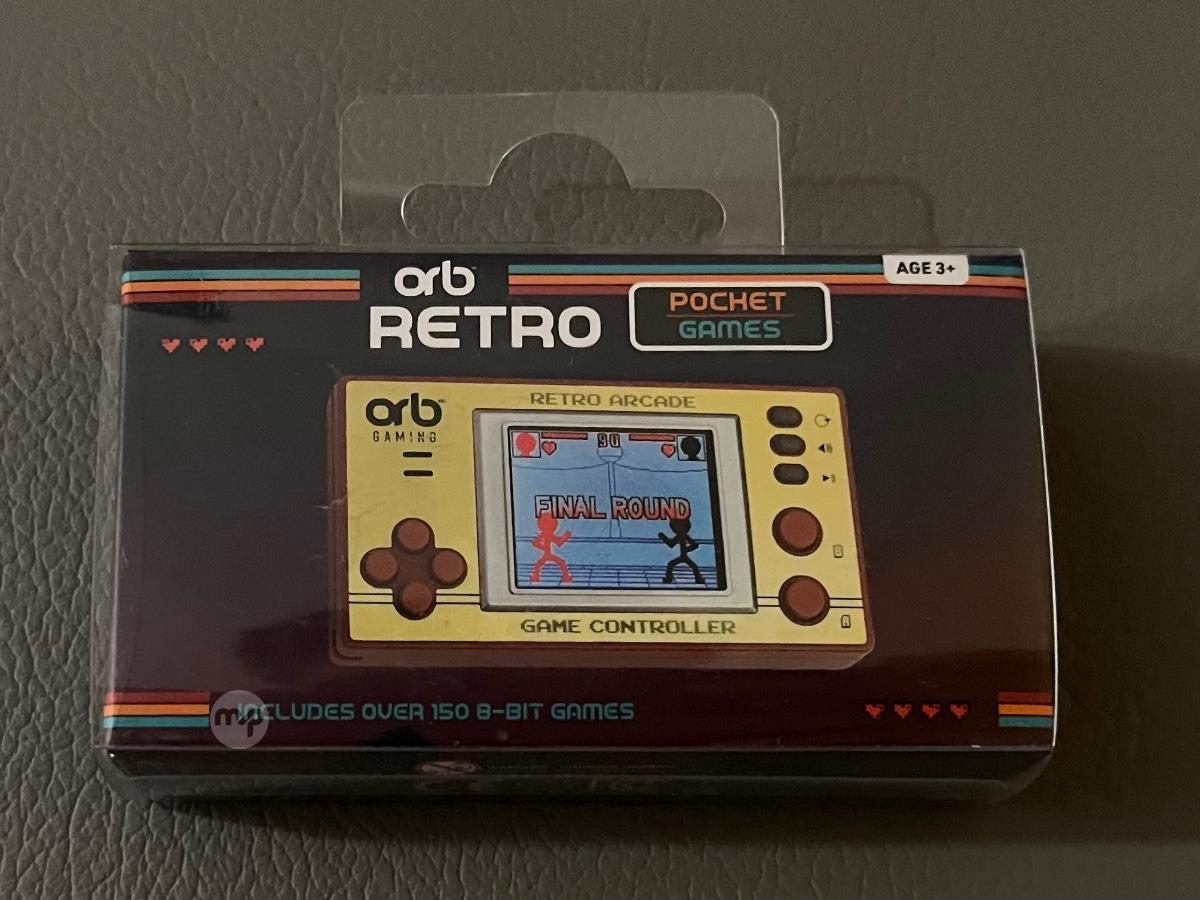 orb
RETRO
POCKET
GAMES
AGE 3+
orb
GAMING
RETRO ARCADE
90
FINAL ROUND
B
A
GAME CONTROLLER
INCLUDES OVER 150 8-BIT GAMES
mp